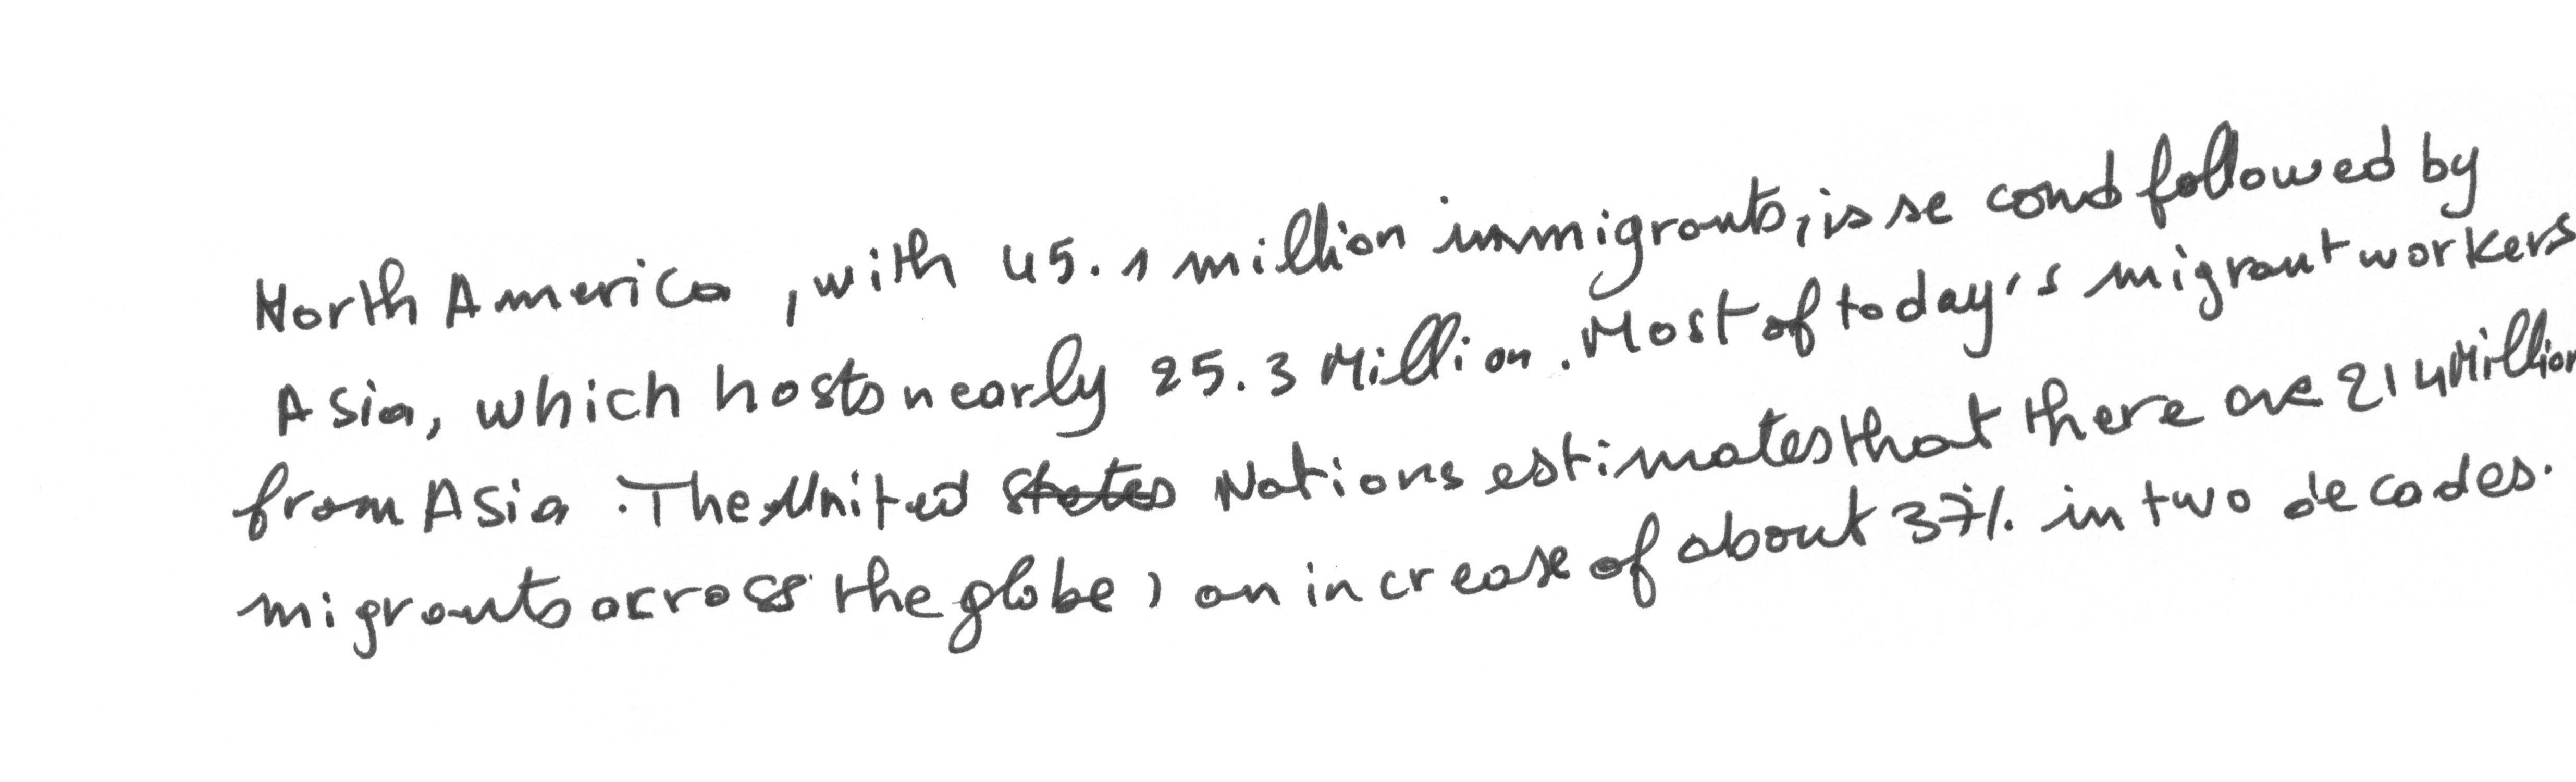 North America, with 45.1 million immigrants, is second followed by
Asia, which hosts nearly 25.3 Million. Most of today's migrant workers
from Asia. The United States Nations estimates that there are 214 Million
migrants across the globe, an increase of about 37% in two decades.